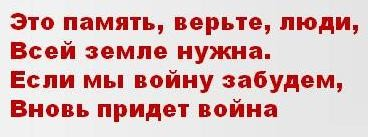 Это память, верьте, люди,
Всей земле нужна.
Если мы войну забудем,
Вновь придет война